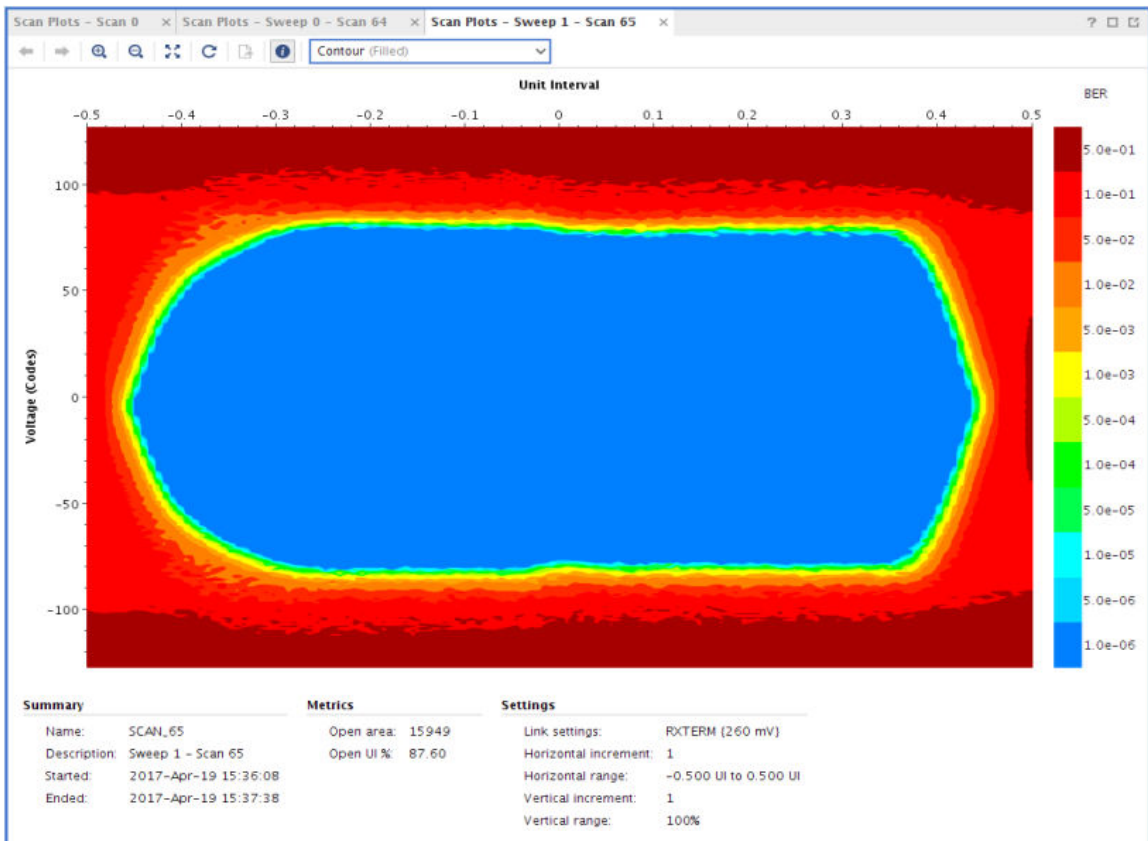 Scan Plots - Scan 0 × Scan Plots - Sweep 0 - Scan 64 × Scan Plots - Sweep 1 - Scan 65 × ?
Contour (Filled)
Unit Interval
BER
-0.5 -0.4 -0.3 -0.2 -0.1 0 0.1 0.2 0.3 0.4 0.5
5.0e-01
100
1.0e-01
5.0e-02
50
1.0e-02
5.0e-03
Voltage (Codes)
0
1.0e-03
5.0e-04
1.0e-04
-50
5.0e-05
1.0e-05
-100
5.0e-06
1.0e-06
Summary Metrics Settings
Name: SCAN_65 Open area: 15949 Link settings: RXTERM (260 mV)
Description: Sweep 1 - Scan 65 Open UI %: 87.60 Horizontal increment: 1
Started: 2017-Apr-19 15:36:08 Horizontal range: -0.500 UI to 0.500 UI
Ended: 2017-Apr-19 15:37:38 Vertical increment: 1
Vertical range: 100%